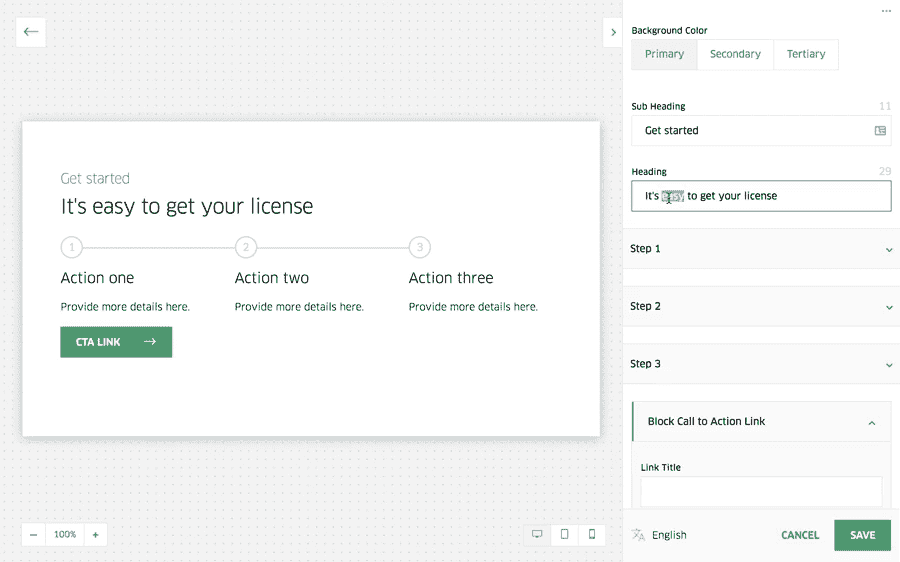 Get started
It's easy to get your license
1 2 3
Action one Action two Action three
Provide more details here. Provide more details here. Provide more details here.
CTA LINK
100%
Background Color
Primary Secondary Tertiary
Sub Heading 11
Get started
Heading 29
It's easy to get your license
Step 1
Step 2
Step 3
Block Call to Action Link
Link Title
English CANCEL SAVE